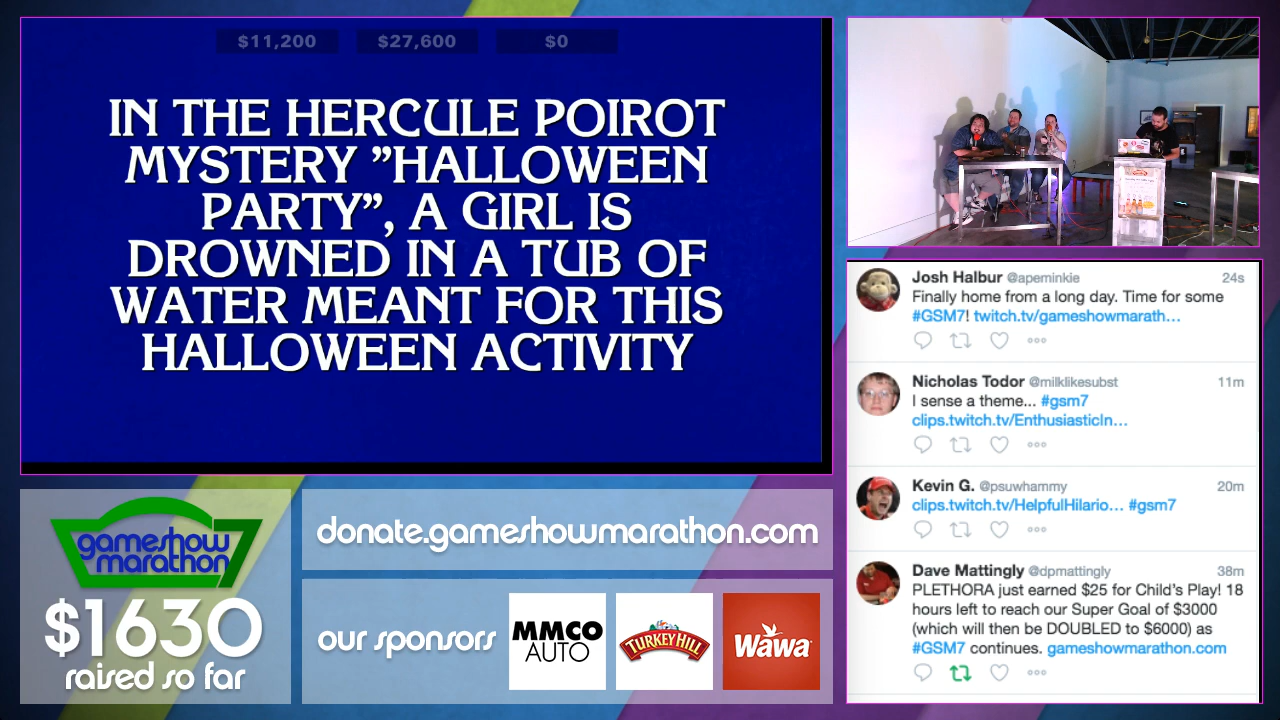 $11,200 $27,600 $0
IN THE HERCULE POIROT
MYSTERY "HALLOWEEN
PARTY", A GIRL IS
DROWNED IN A TUB OF
WATER MEANT FOR THIS
HALLOWEEN ACTIVITY
gameshow
marathon
7
$1630
raised so far
donate.gameshowmarathon.com
our sponsors
MMCO
AUTO
TURKEY HILL
Wawa
Josh Halbur @apeminkie 24s
Finally home from a long day. Time for some
#GSM7! twitch.tv/gameshowmarath…
Nicholas Todor @milklikesubst 11m
I sense a theme... #gsm7
clips.twitch.tv/EnthusiasticIn…
Kevin G. @psuwhammy 20m
clips.twitch.tv/HelpfulHilario… #gsm7
Dave Mattingly @dpmattingly 38m
PLETHORA just earned $25 for Child's Play! 18
hours left to reach our Super Goal of $3000
(which will then be DOUBLED to $6000) as
#GSM7 continues. gameshowmarathon.com